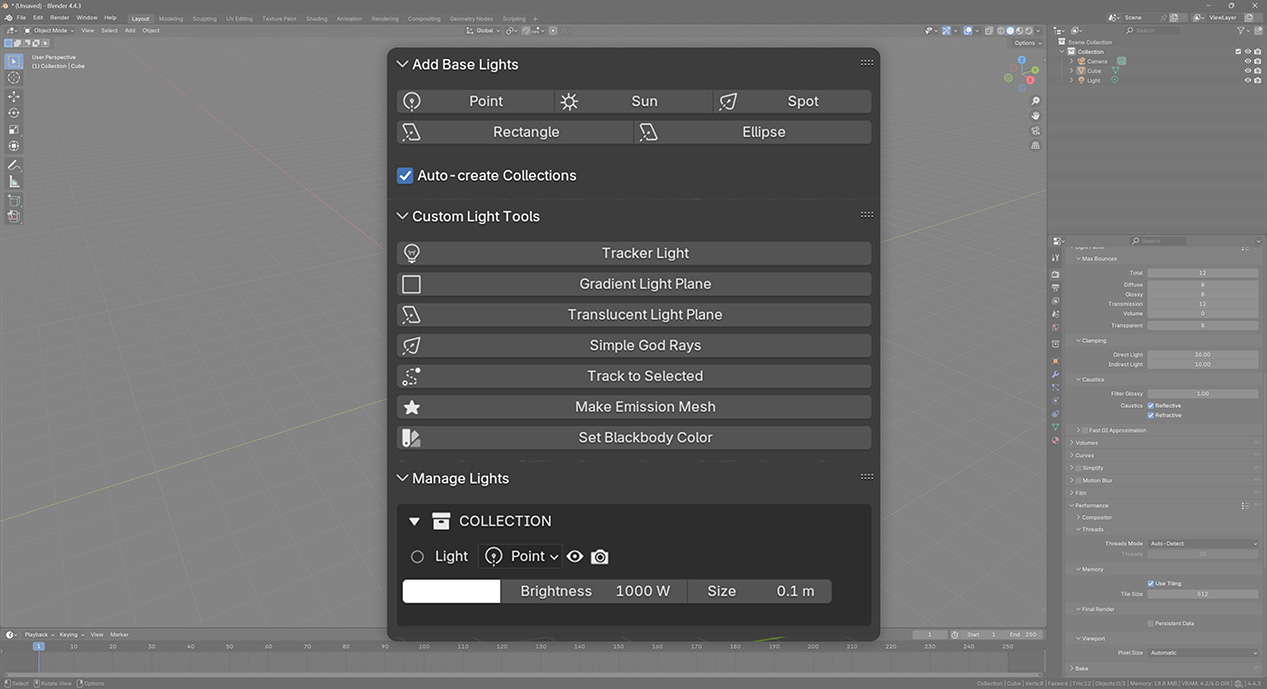 * (Unsaved) - Blender 4.4.3
File Edit Render Window Help Layout Modeling Sculpting UV Editing Texture Paint Shading Animation Rendering Compositing Geometry Nodes Scripting + Scene ViewLayer
Object Mode View Select Add Object Global Search
Options
User Perspective
(1) Collection | Cube
Scene Collection
Collection
Camera
Cube
Light
Add Base Lights
Point Sun Spot
Rectangle Ellipse
Auto-create Collections
Custom Light Tools
Tracker Light
Gradient Light Plane
Translucent Light Plane
Simple God Rays
Track to Selected
Make Emission Mesh
Set Blackbody Color
Manage Lights
COLLECTION
Light Point
Brightness 1000 W Size 0.1 m
Search
Max Bounces
Total 12
Diffuse 8
Glossy 8
Transmission 12
Volume 0
Transparent 8
Clamping
Direct Light 30.00
Indirect Light 10.00
Caustics
Filter Glossy 1.00
Caustics Reflective
Refractive
Fast GI Approximation
Volumes
Curves
Simplify
Motion Blur
Film
Performance
Compositor
Threads
Threads Mode Auto-Detect
Threads 20
Memory
Use Tiling
Tile Size 512
Final Render
Persistent Data
Viewport
Pixel Size Automatic
Bake
Playback Keying View Marker 1 Start 1 End 250
1 10 20 30 40 50 60 70 80 90 100 110 120 130 140 150 160 170 180 190 200 210 220 230 240 250
Select Rotate View Options Collection | Cube | Verts:8 | Faces:6 | Tris:12 | Objects:0/3 | Memory: 18.8 MiB | VRAM: 4.2/6.0 GiB | 4.4.3